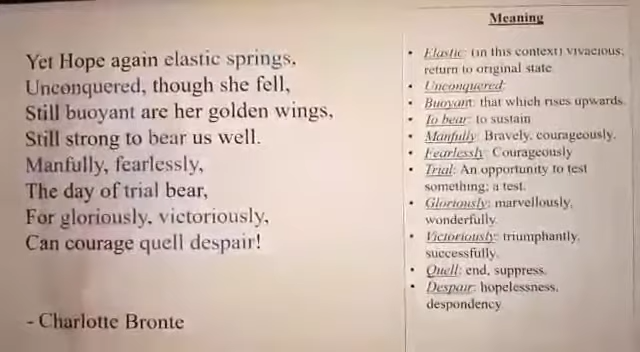 Yet Hope again elastic springs,
Unconquered, though she fell,
Still buoyant are her golden wings,
Still strong to bear us well.
Manfully, fearlessly,
The day of trial bear,
For gloriously, victoriously,
Can courage quell despair!
- Charlotte Bronte
Meaning
• Elastic: (in this context) vivacious,
return to original state
• Unconquered:
• Buoyant: that which rises upwards.
• To bear: to sustain
• Manfully: Bravely, courageously.
• Fearlessly: Courageously
• Trial: An opportunity to test
something; a test.
• Gloriously: marvellously,
wonderfully.
• Victoriously: triumphantly,
successfully.
• Quell: end, suppress.
• Despair: hopelessness,
despondency